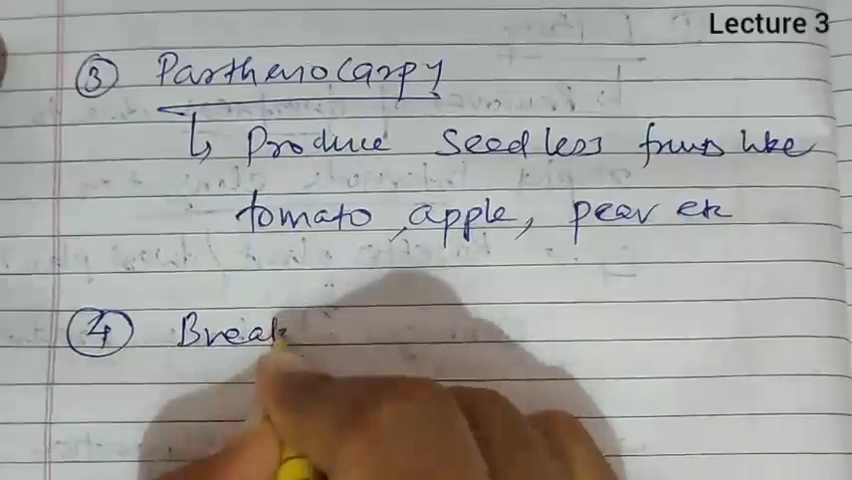 Lecture 3
③ Parthenocarpy
↳ Produce Seedless fruits like
tomato, apple, pear etc
④ Break